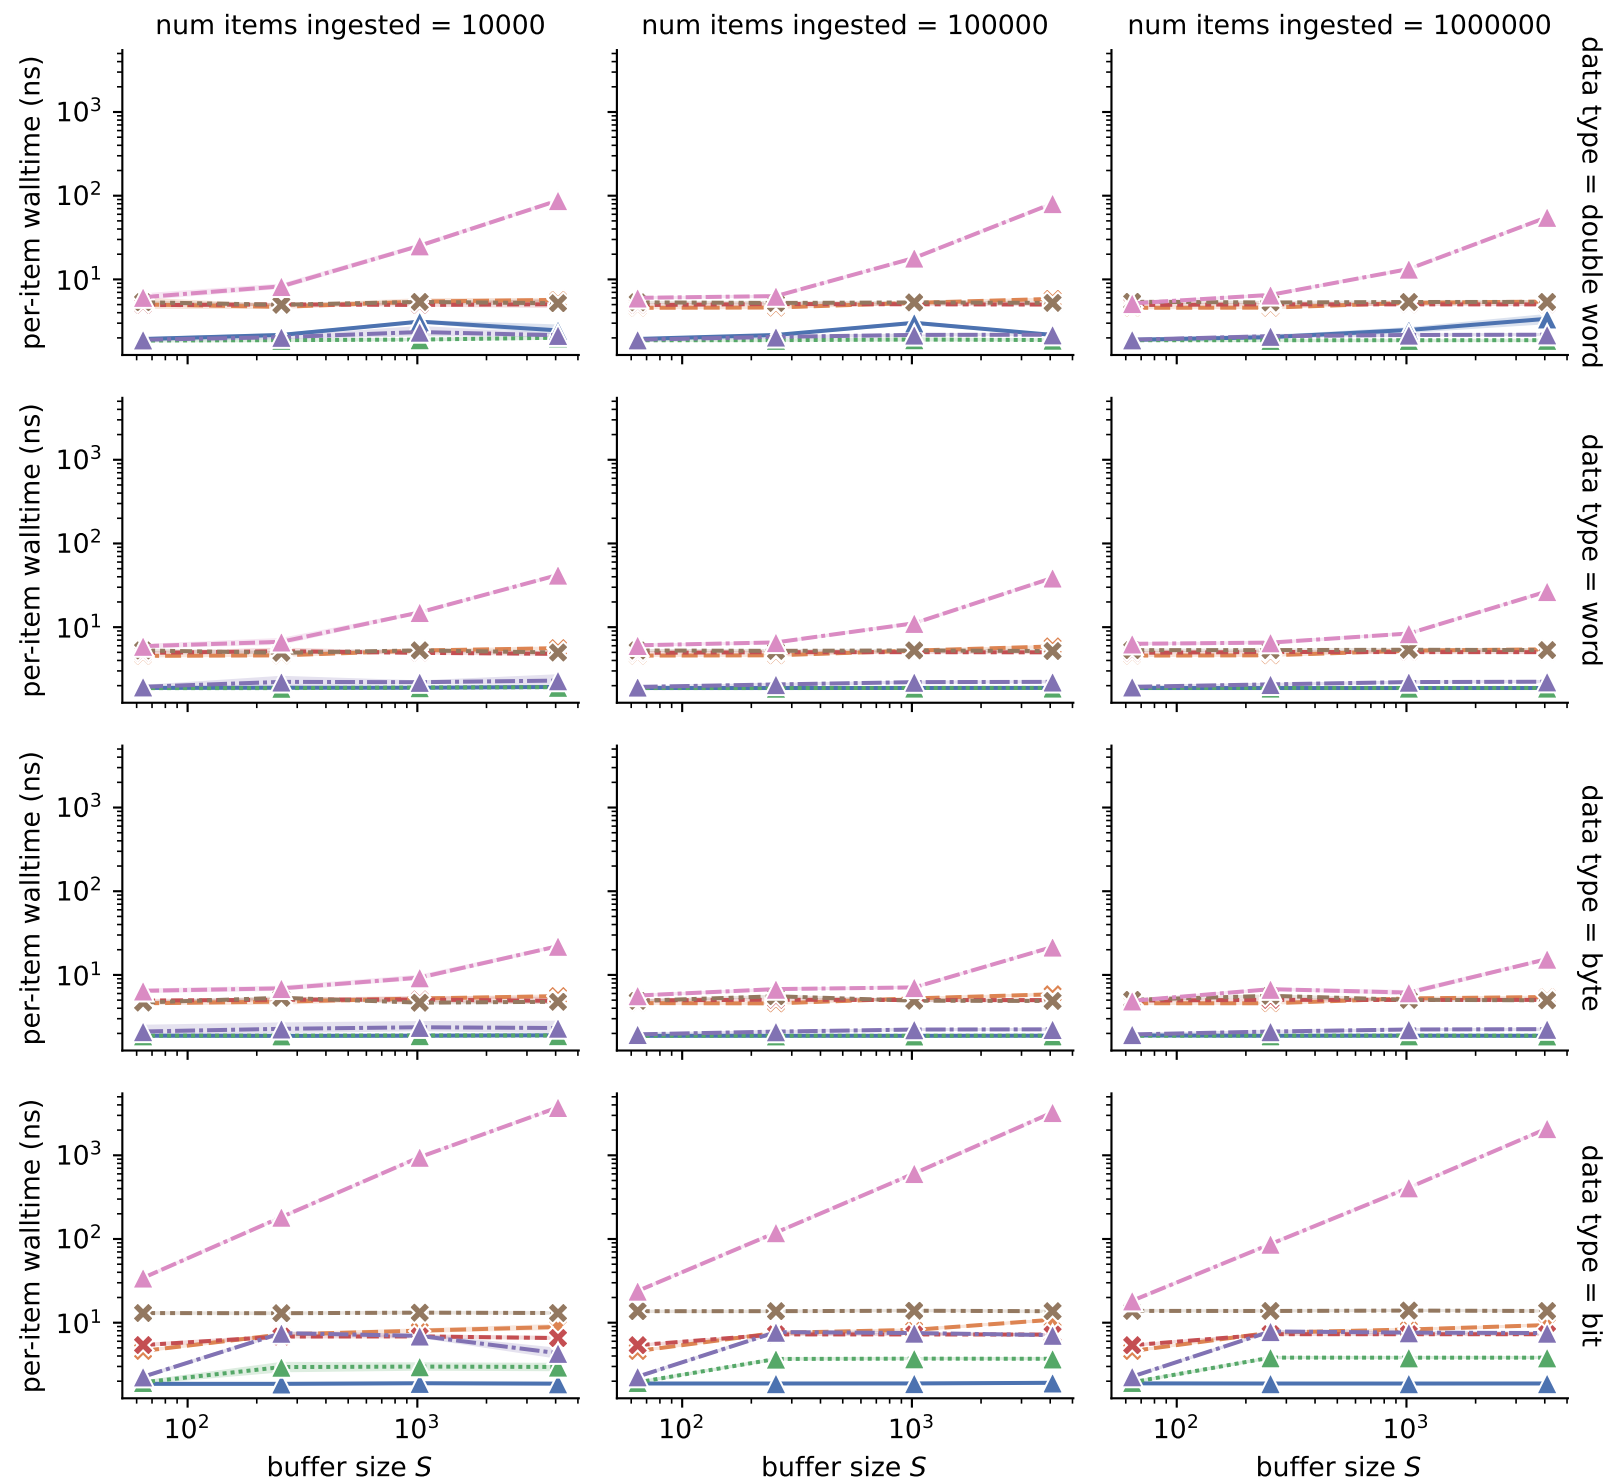 num items ingested = 10000
num items ingested = 100000
num items ingested = 1000000
per-item walltime (ns)
10³
10²
10¹
data type = double word
per-item walltime (ns)
10³
10²
10¹
data type = word
per-item walltime (ns)
10³
10²
10¹
data type = byte
per-item walltime (ns)
10³
10²
10¹
data type = bit
10²
10³
10²
10³
10²
10³
buffer size S
buffer size S
buffer size S